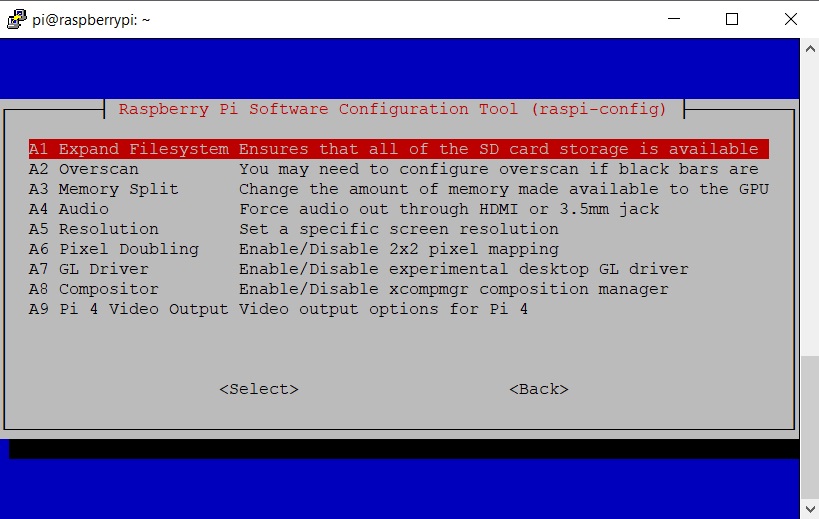 pi@raspberrypi: ~
Raspberry Pi Software Configuration Tool (raspi-config)
A1 Expand Filesystem Ensures that all of the SD card storage is available
A2 Overscan You may need to configure overscan if black bars are
A3 Memory Split Change the amount of memory made available to the GPU
A4 Audio Force audio out through HDMI or 3.5mm jack
A5 Resolution Set a specific screen resolution
A6 Pixel Doubling Enable/Disable 2x2 pixel mapping
A7 GL Driver Enable/Disable experimental desktop GL driver
A8 Compositor Enable/Disable xcompmgr composition manager
A9 Pi 4 Video Output Video output options for Pi 4
<Select> <Back>